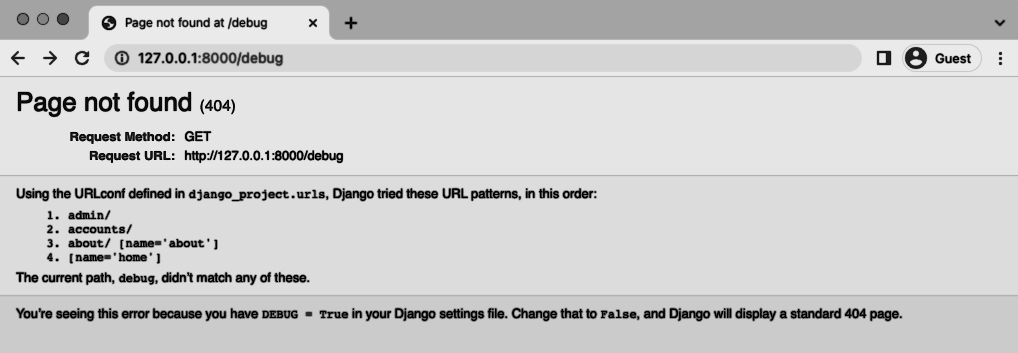 Page not found at /debug
127.0.0.1:8000/debug
Guest
Page not found (404)
Request Method: GET
Request URL: http://127.0.0.1:8000/debug
Using the URLconf defined in django_project.urls, Django tried these URL patterns, in this order:
1. admin/
2. accounts/
3. about/ [name='about']
4. [name='home']
The current path, debug, didn't match any of these.
You're seeing this error because you have DEBUG = True in your Django settings file. Change that to False, and Django will display a standard 404 page.